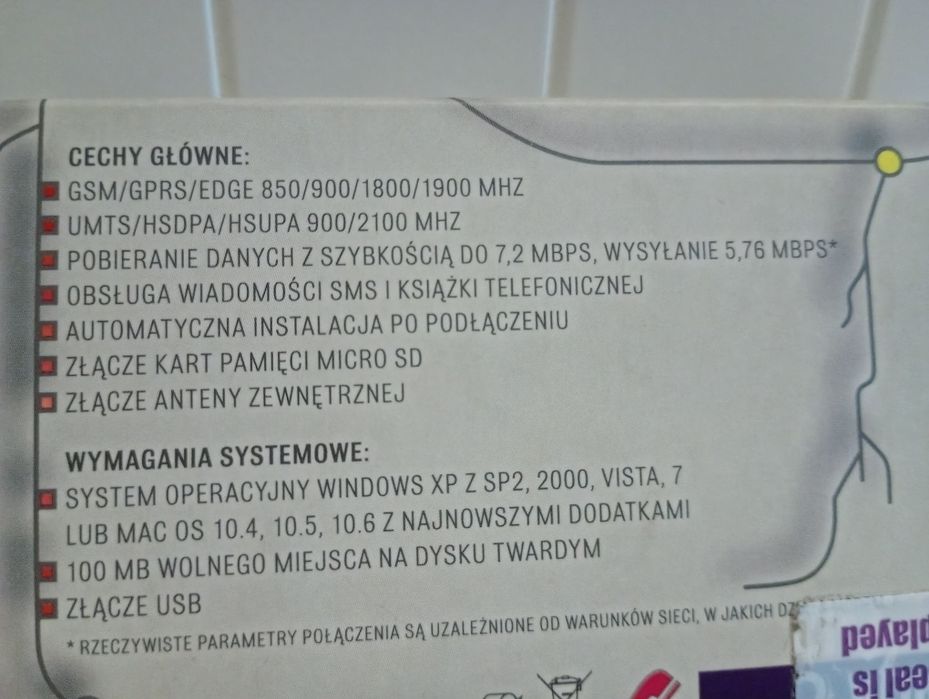 CECHY GŁÓWNE:
GSM/GPRS/EDGE 850/900/1800/1900 MHZ
UMTS/HSDPA/HSUPA 900/2100 MHZ
POBIERANIE DANYCH Z SZYBKOŚCIĄ DO 7,2 MBPS, WYSYŁANIE 5,76 MBPS*
OBSŁUGA WIADOMOŚCI SMS I KSIĄŻKI TELEFONICZNEJ
AUTOMATYCZNA INSTALACJA PO PODŁĄCZENIU
ZŁĄCZE KART PAMIĘCI MICRO SD
ZŁĄCZE ANTENY ZEWNĘTRZNEJ
WYMAGANIA SYSTEMOWE:
SYSTEM OPERACYJNY WINDOWS XP Z SP2, 2000, VISTA, 7
LUB MAC OS 10.4, 10.5, 10.6 Z NAJNOWSZYMI DODATKAMI
100 MB WOLNEGO MIEJSCA NA DYSKU TWARDYM
ZŁĄCZE USB
* RZECZYWISTE PARAMETRY POŁĄCZENIA SĄ UZALEŻNIONE OD WARUNKÓW SIECI, W JAKICH
eal is
played